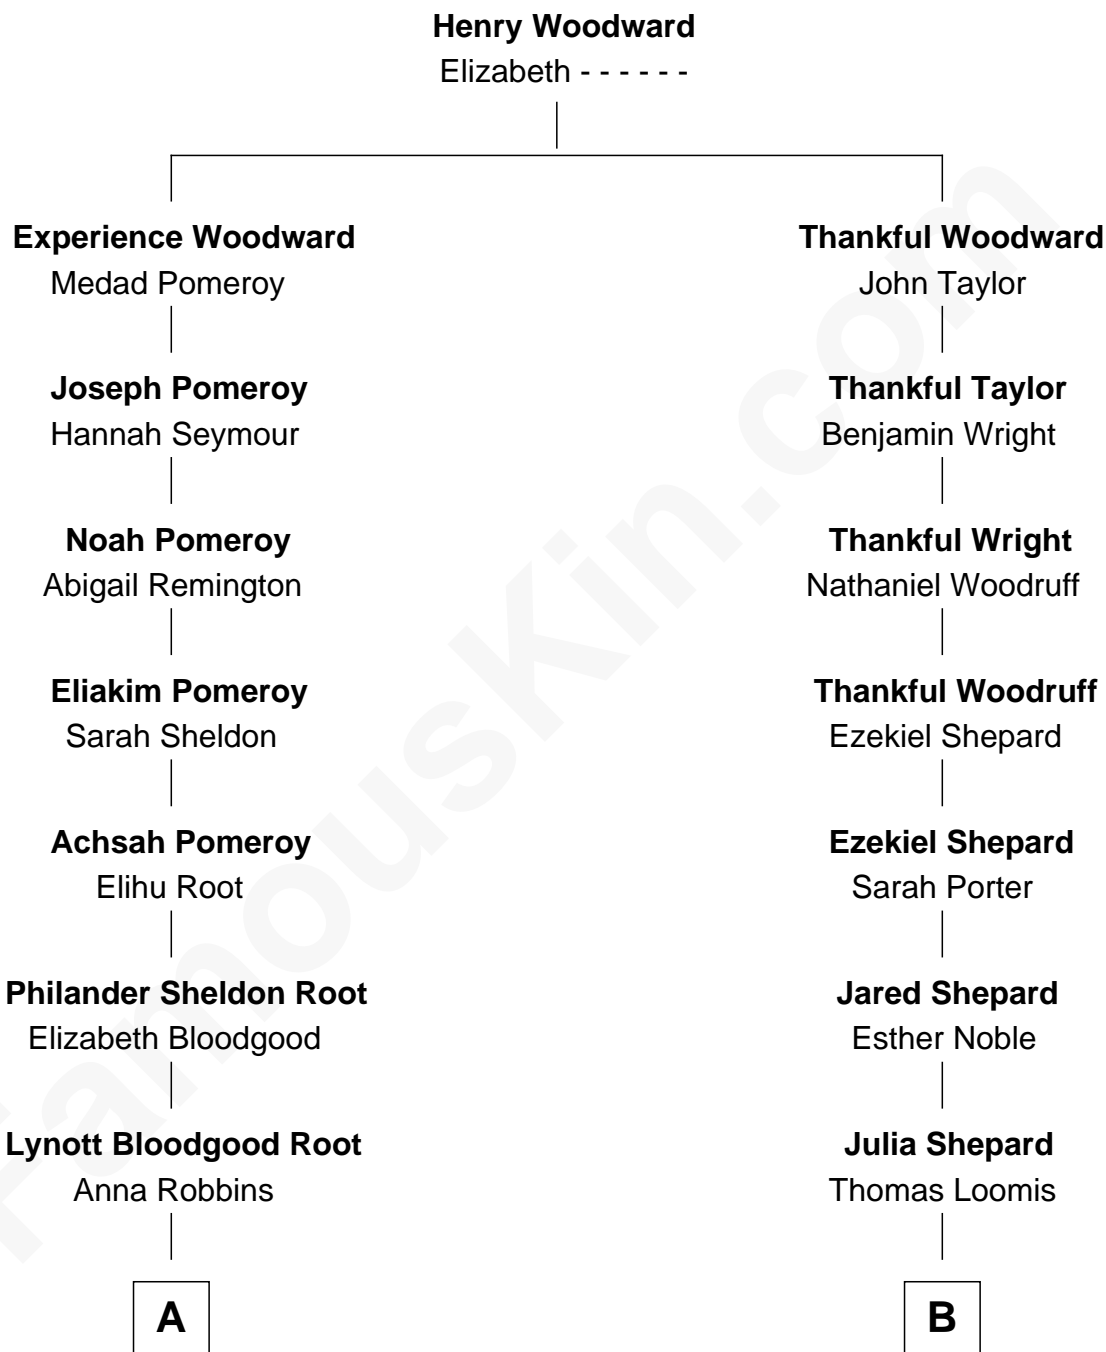 Henry Woodward
Elizabeth - - - - - -
Experience Woodward
Medad Pomeroy
Thankful Woodward
John Taylor
Joseph Pomeroy
Hannah Seymour
Thankful Taylor
Benjamin Wright
Noah Pomeroy
Abigail Remington
Thankful Wright
Nathaniel Woodruff
Eliakim Pomeroy
Sarah Sheldon
Thankful Woodruff
Ezekiel Shepard
Achsah Pomeroy
Elihu Root
Ezekiel Shepard
Sarah Porter
Philander Sheldon Root
Elizabeth Bloodgood
Jared Shepard
Esther Noble
Lynott Bloodgood Root
Anna Robbins
Julia Shepard
Thomas Loomis
A
B
FamousKin.com